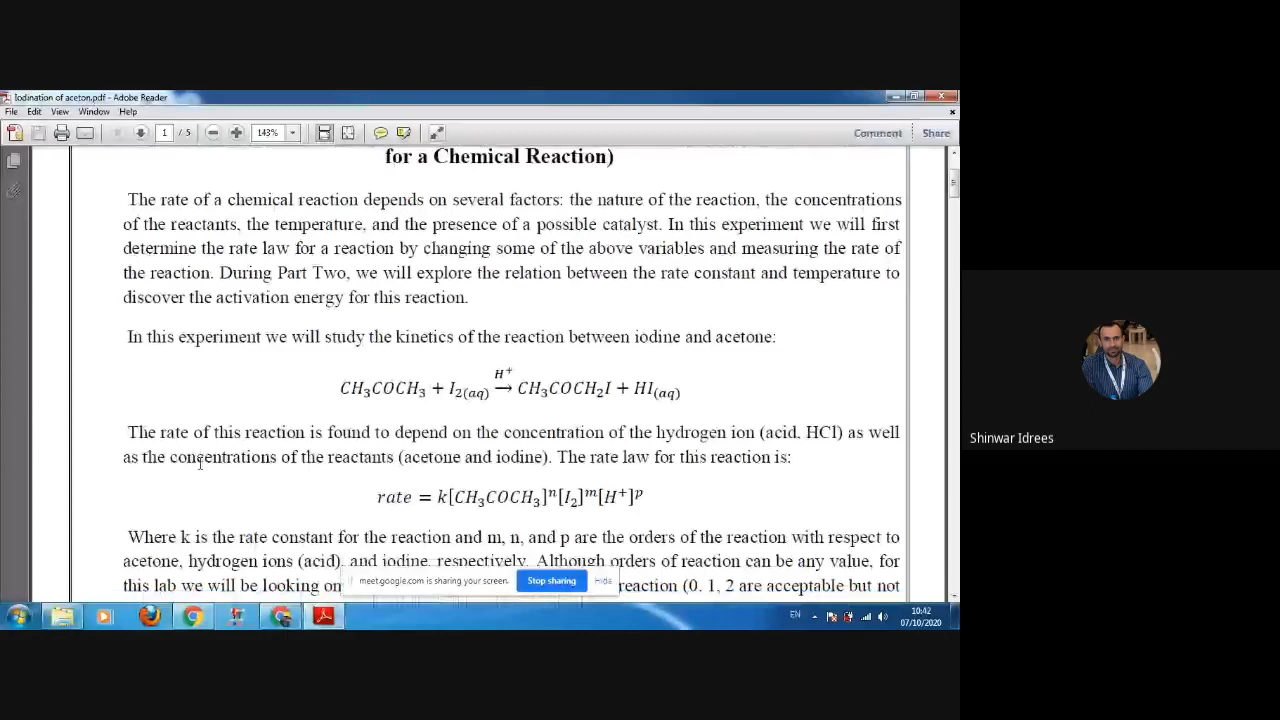 Iodination of aceton.pdf - Adobe Reader
File Edit View Window Help
1 / 5 143% Comment Share
for a Chemical Reaction)
The rate of a chemical reaction depends on several factors: the nature of the reaction, the concentrations
of the reactants, the temperature, and the presence of a possible catalyst. In this experiment we will first
determine the rate law for a reaction by changing some of the above variables and measuring the rate of
the reaction. During Part Two, we will explore the relation between the rate constant and temperature to
discover the activation energy for this reaction.
In this experiment we will study the kinetics of the reaction between iodine and acetone:
H⁺
CH₃COCH₃ + I₂(aq) → CH₃COCH₂I + HI(aq)
The rate of this reaction is found to depend on the concentration of the hydrogen ion (acid, HCl) as well
as the concentrations of the reactants (acetone and iodine). The rate law for this reaction is:
rate = k[CH₃COCH₃]ⁿ[I₂]ᵐ[H⁺]ᵖ
Where k is the rate constant for the reaction and m, n, and p are the orders of the reaction with respect to
acetone, hydrogen ions (acid), and iodine, respectively. Although orders of reaction can be any value, for
this lab we will be looking on reaction (0, 1, 2 are acceptable but not
meet.google.com is sharing your screen. Stop sharing Hide
EN 10:42
07/10/2020
Shinwar Idrees